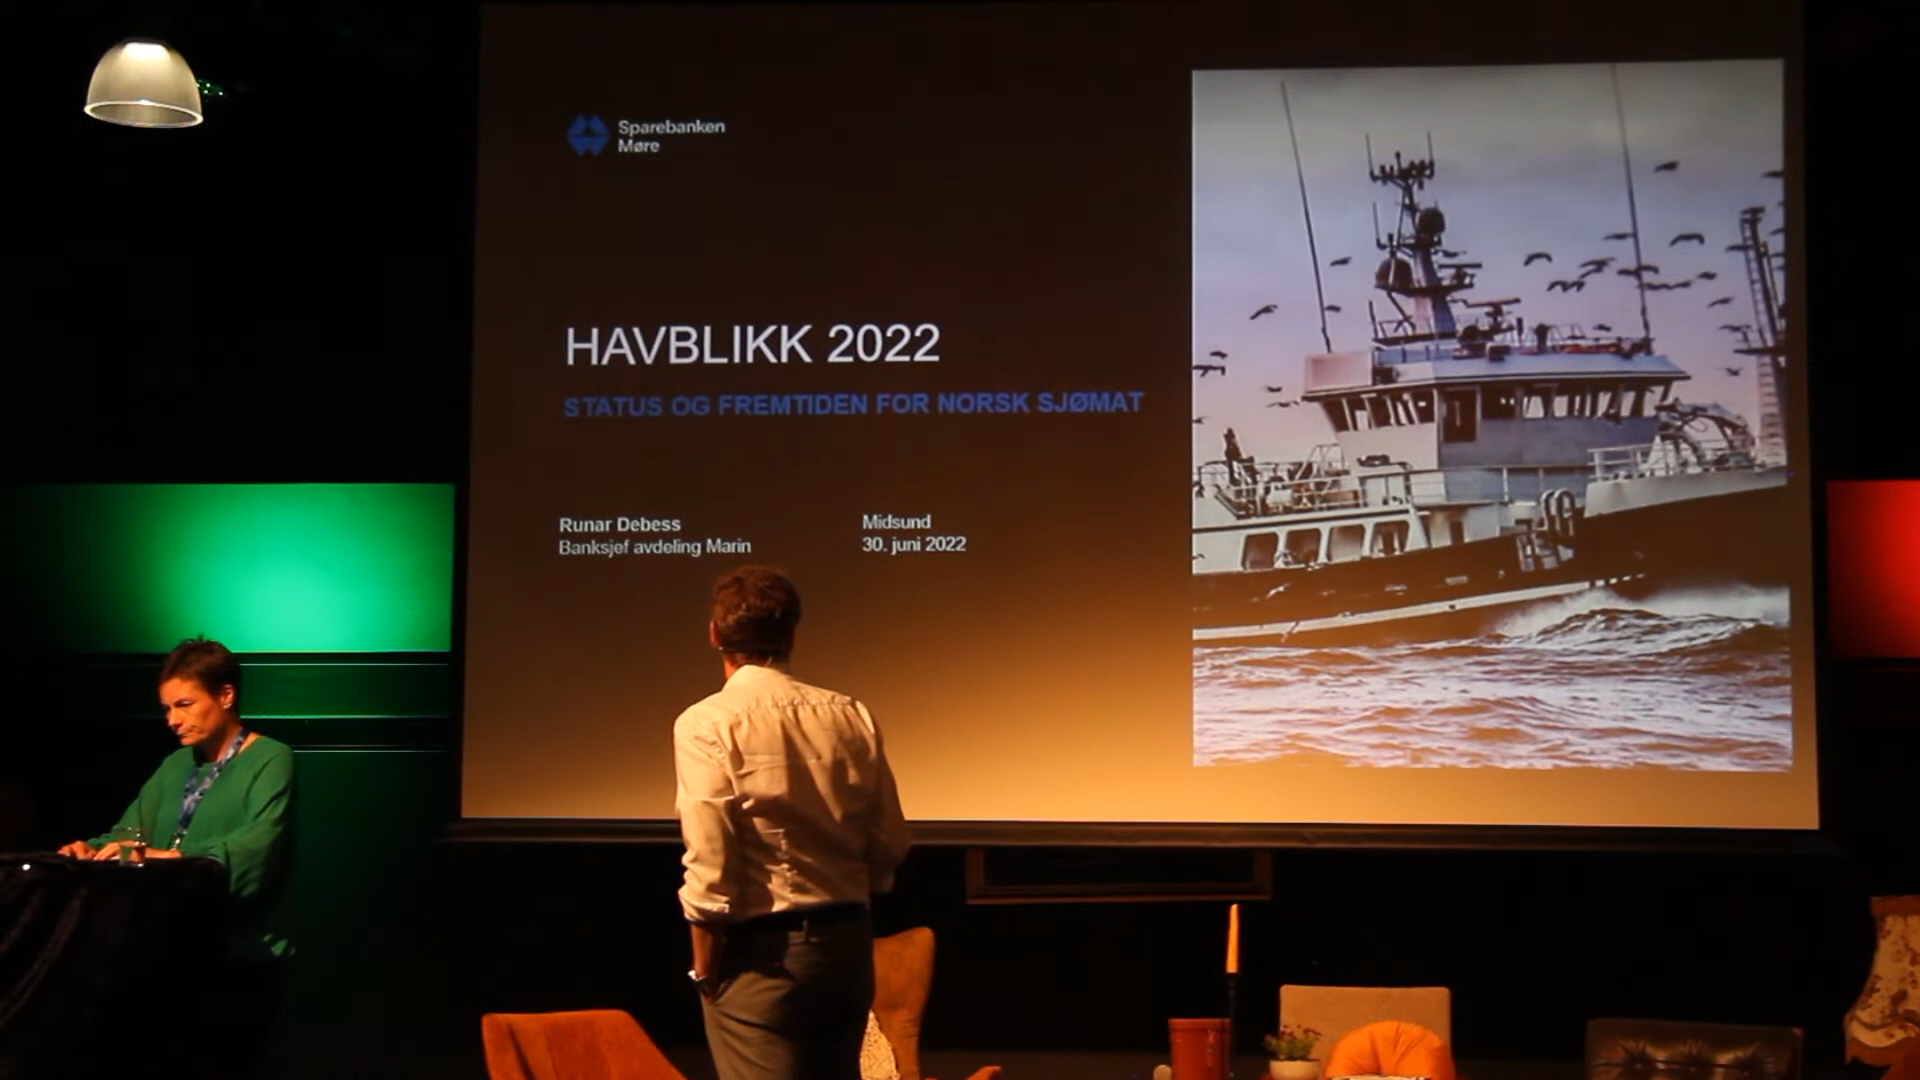 Sparebanken
Møre
HAVBLIKK 2022
STATUS OG FREMTIDEN FOR NORSK SJØMAT
Runar Debess
Banksjef avdeling Marin
Midsund
30. juni 2022